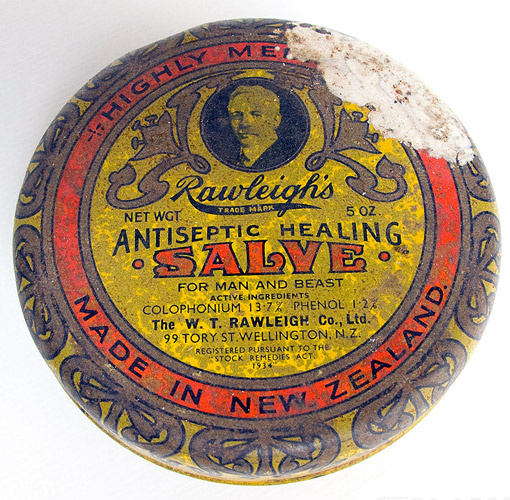 HIGHLY
Rawleigh's
TRADE MARK
NET WGT. 5 OZ.
ANTISEPTIC HEALING
SALVE
FOR MAN AND BEAST
ACTIVE INGREDIENTS
COLOPHONIUM 13·7% PHENOL 1·2%
The W. T. RAWLEIGH Co., Ltd.
99 TORY ST. WELLINGTON, N.Z.
REGISTERED PURSUANT TO THE
"STOCK REMEDIES ACT.
1934"
MADE IN NEW ZEALAND.